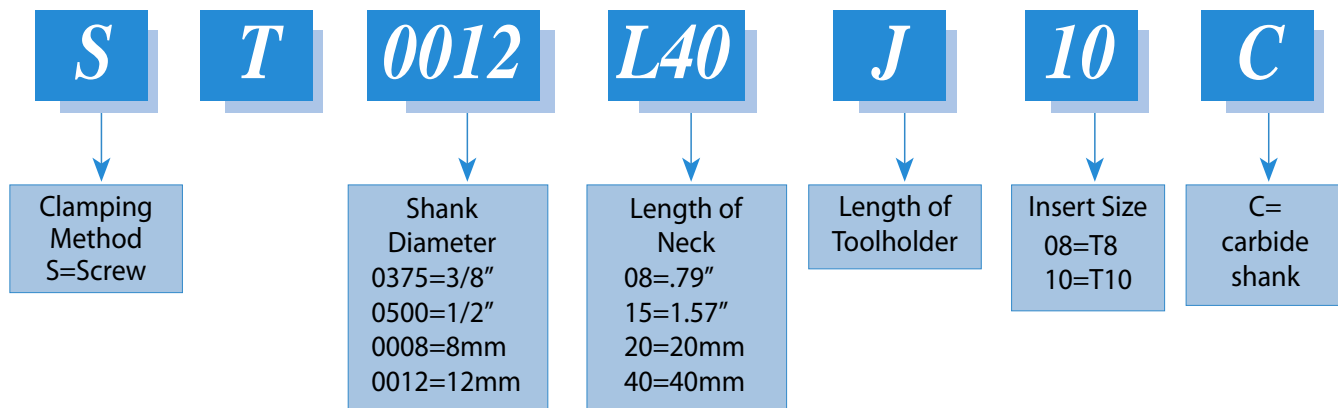 S T 0012 L40 J 10 C
Clamping
Method
S=Screw
Shank
Diameter
0375=3/8"
0500=1/2"
0008=8mm
0012=12mm
Length of
Neck
08=.79"
15=1.57"
20=20mm
40=40mm
Length of
Toolholder
Insert Size
08=T8
10=T10
C=
carbide
shank